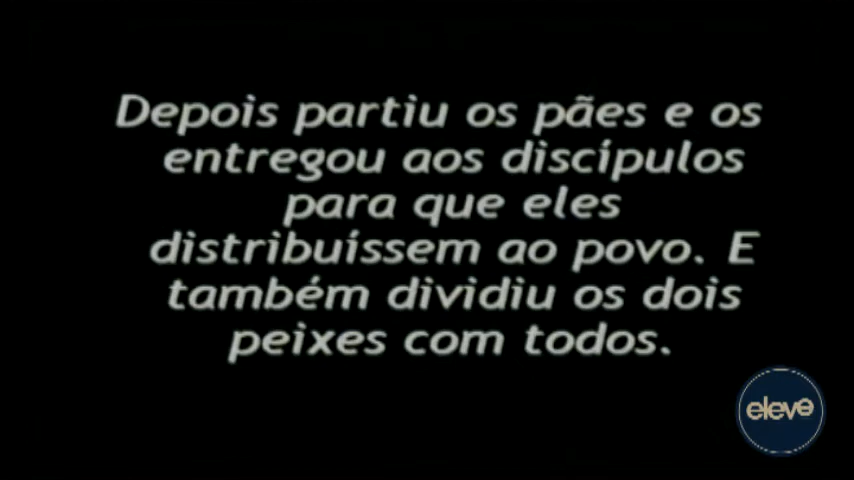 Depois partiu os pães e os
entregou aos discípulos
para que eles
distribuíssem ao povo. E
também dividiu os dois
peixes com todos.
eleve